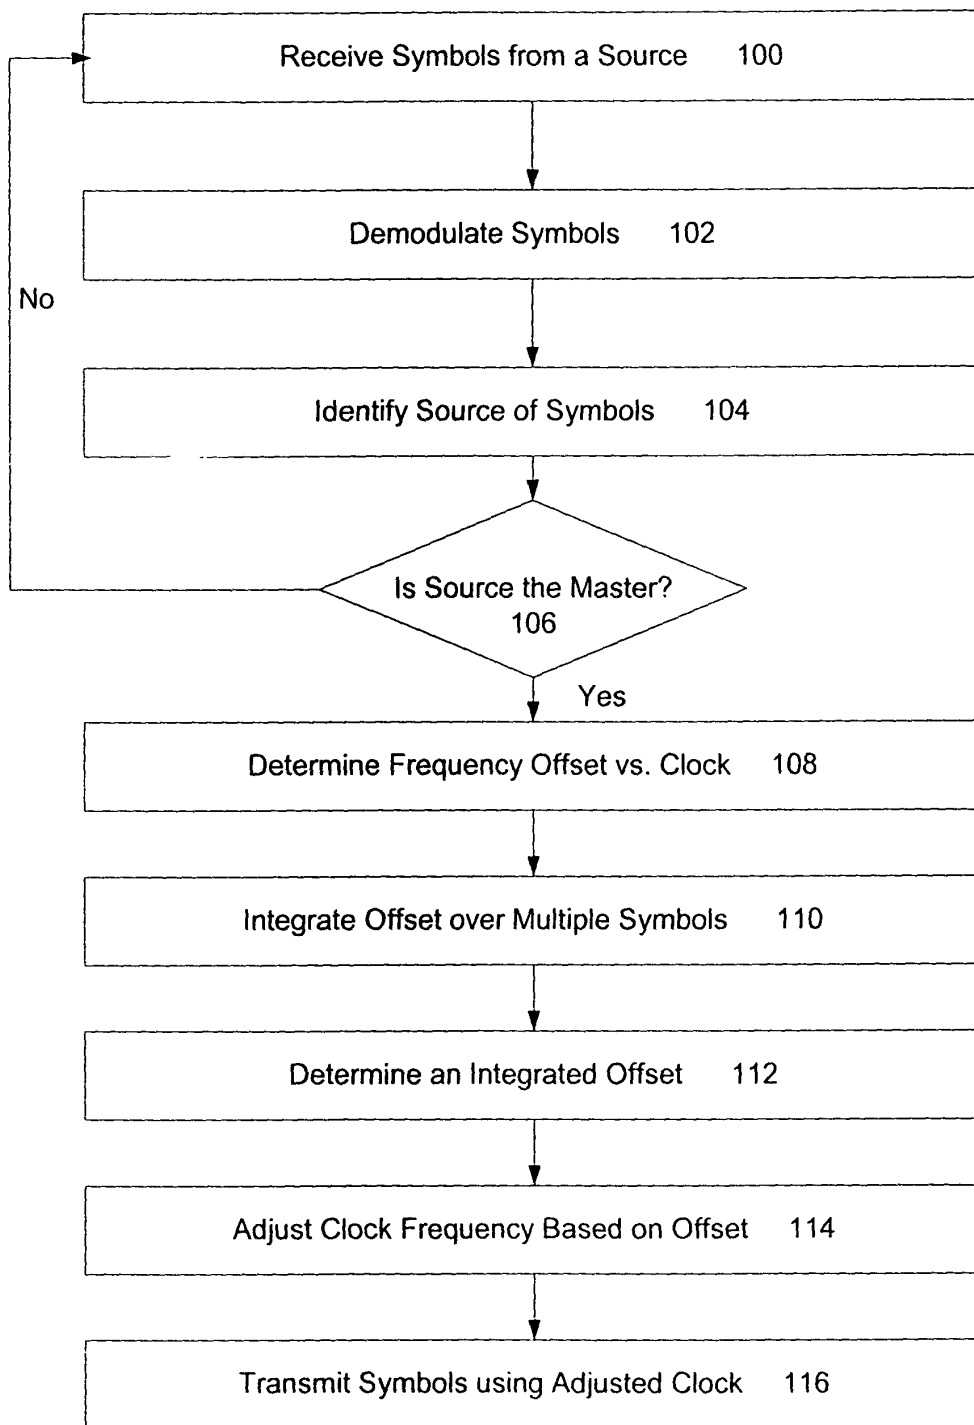 Receive Symbols from a Source 100
Demodulate Symbols 102
No
Identify Source of Symbols 104
Is Source the Master?
106
Yes
Determine Frequency Offset vs. Clock 108
Integrate Offset over Multiple Symbols 110
Determine an Integrated Offset 112
Adjust Clock Frequency Based on Offset 114
Transmit Symbols using Adjusted Clock 116